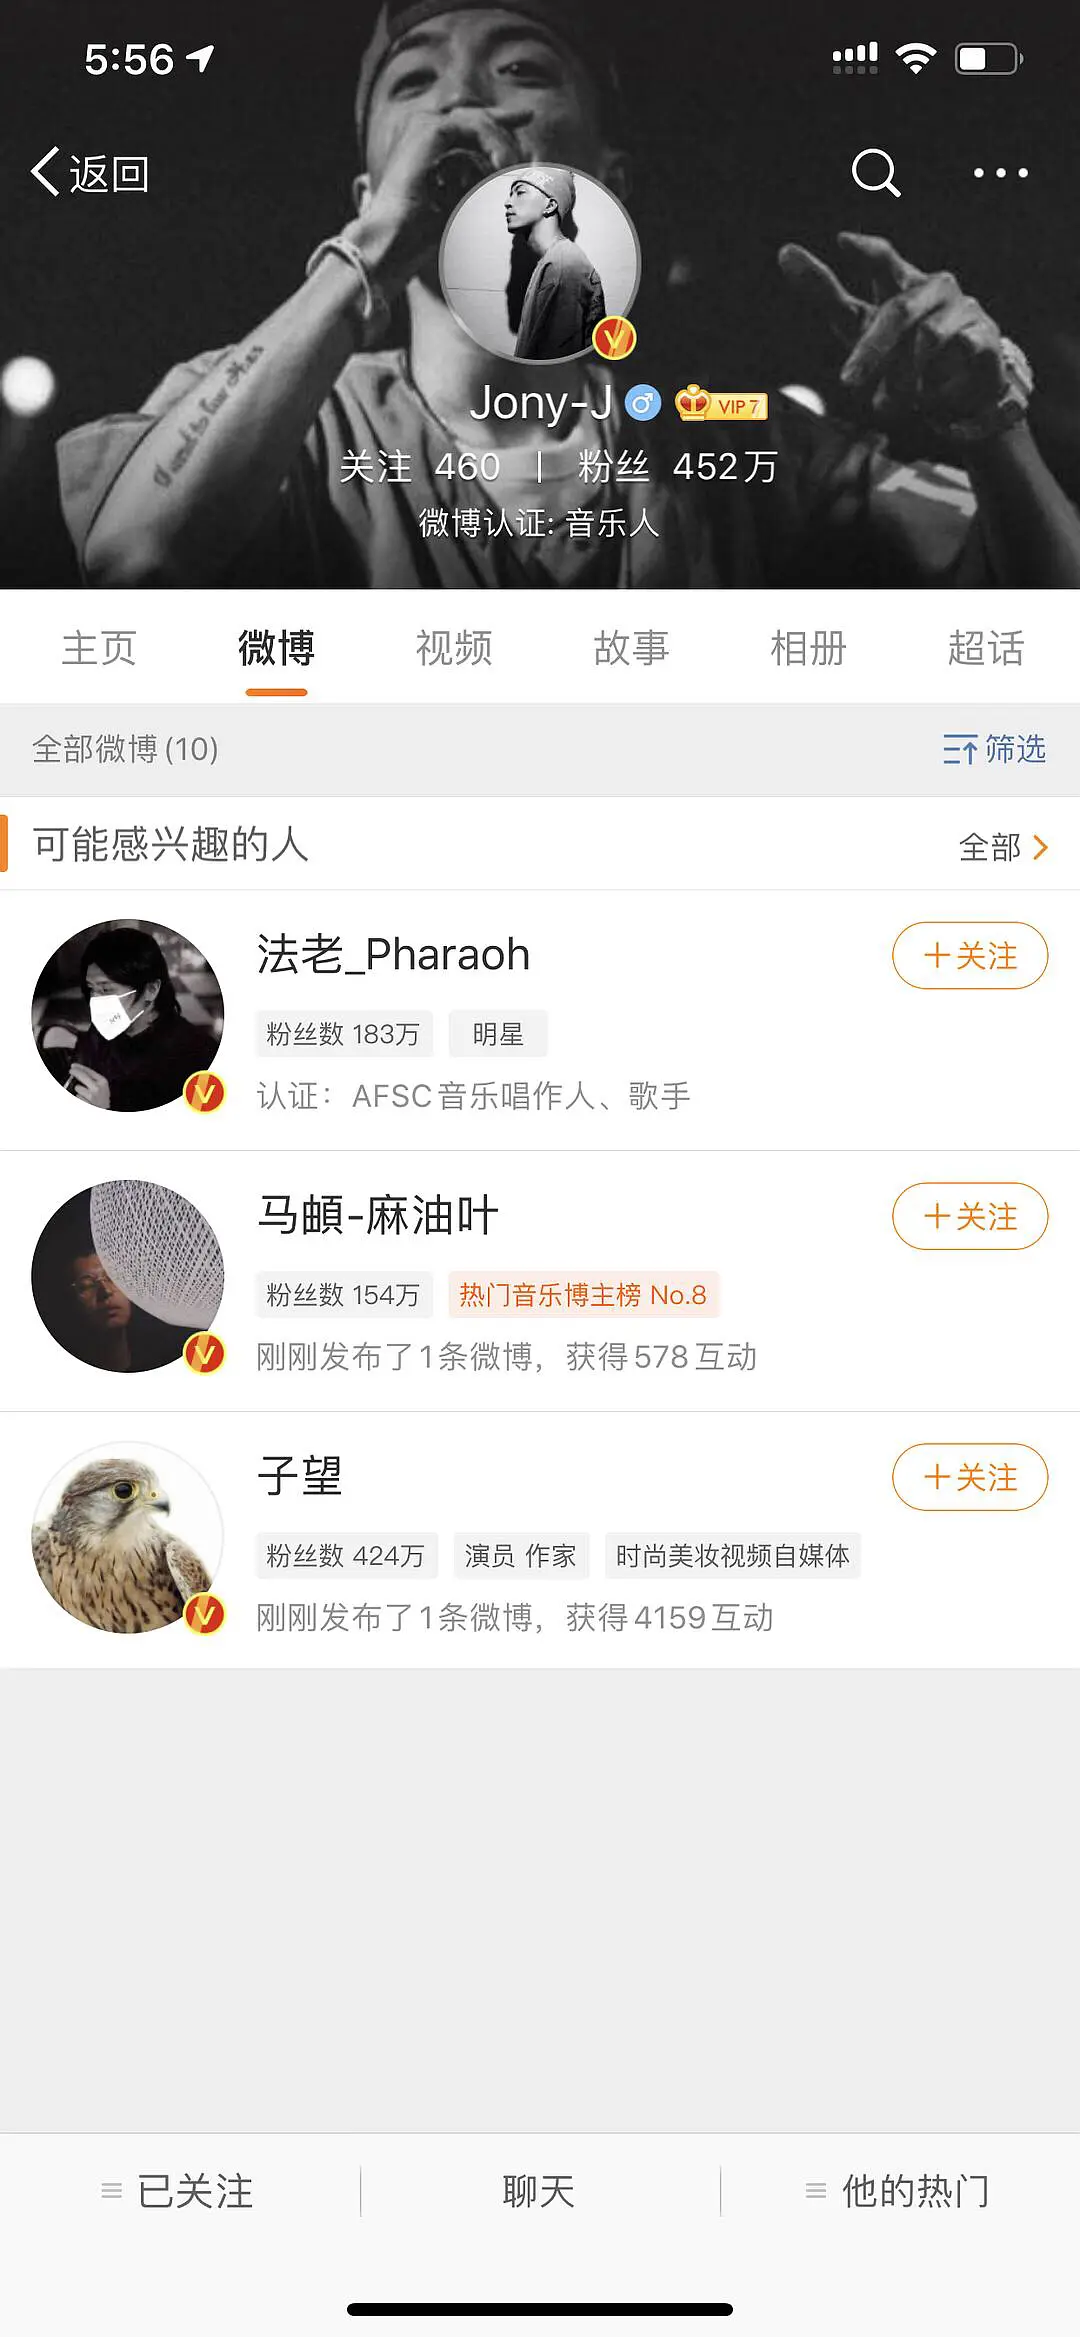 5:56
返回
Jony-J VIP 7
关注 460 | 粉丝 452万
微博认证: 音乐人
主页 微博 视频 故事 相册 超话
全部微博(10) 筛选
可能感兴趣的人 全部
法老_Pharaoh +关注
粉丝数 183万 明星
认证：AFSC音乐唱作人、歌手
马頔-麻油叶 +关注
粉丝数 154万 热门音乐博主榜 No.8
刚刚发布了1条微博，获得578互动
子望 +关注
粉丝数 424万 演员 作家 时尚美妆视频自媒体
刚刚发布了1条微博，获得4159互动
已关注 聊天 他的热门